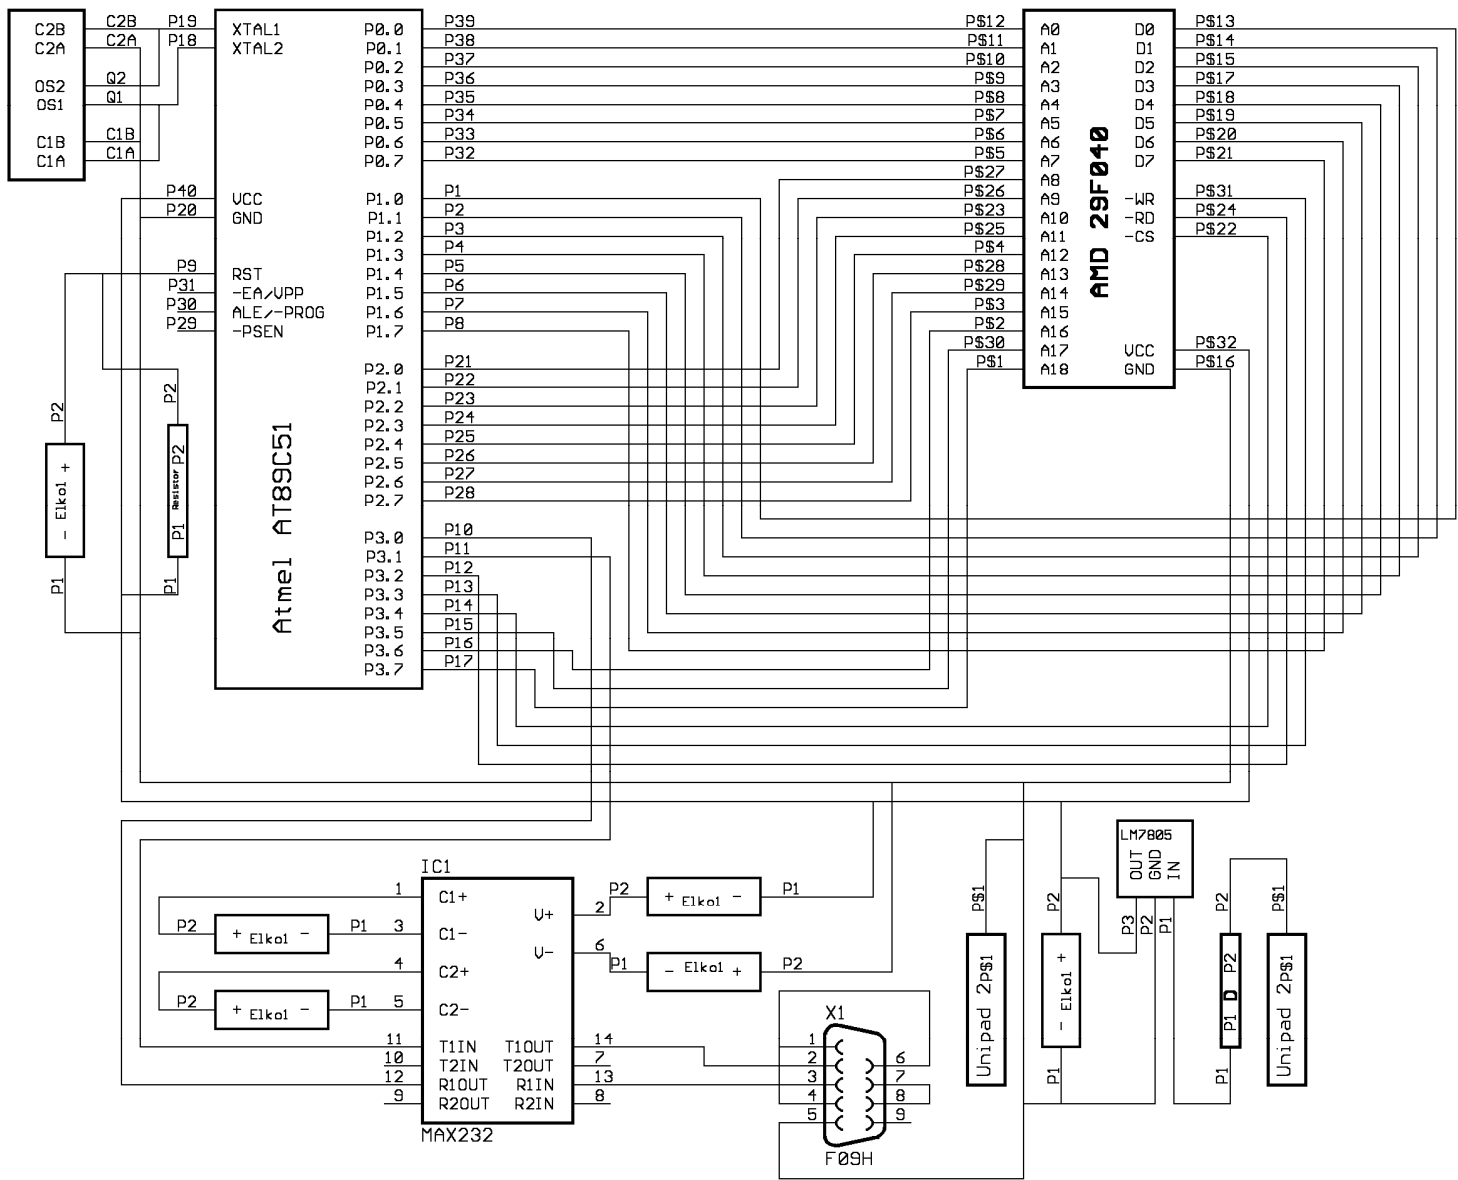 C2B P19 P39 P$12 P$13
C2B XTAL1 P0.0 A0 D0
C2A P18 P38 P$11 P$14
C2A XTAL2 P0.1 A1 D1
P37 P$10 P$15
P0.2 A2 D2
Q2 P36 P$9 P$17
OS2 P0.3 A3 D3
Q1 P35 P$8 P$18
OS1 P0.4 A4 D4
P34 P$7 P$19
P0.5 A5 D5
C1B P33 P$6 P$20
C1B P0.6 A6 D6
C1A P32 P$5 P$21
C1A P0.7 A7 D7
P$27
A8
P40 P1 P$26 P$31
VCC P1.0 A9 -WR
P20 P2 P$23 P$24
GND P1.1 A10 -RD
P3 P$25 P$22
P1.2 A11 -CS
P4 P$4
P1.3 A12
P9 P5 P$28
RST P1.4 A13
P31 P6 P$29
-EA/VPP P1.5 A14
P30 P7 P$3
ALE/-PROG P1.6 A15
P29 P8 P$2
-PSEN P1.7 A16
P$30 P$32
A17 VCC
P21 P$1 P$16
P2.0 A18 GND
AMD 29F040
P22
P2.1
P23
P2.2
P24
P2.3
P25
P2.4
P26
P2.5
P27
P2.6
P28
P2.7
P10
P3.0
P11
P3.1
P12
P3.2
P13
P3.3
P14
P3.4
P15
P3.5
P16
P3.6
P17
P3.7
Atmel AT89C51
P2
- Elko1 +
P1
P2
P1 Resistor P2
P1
LM7805
OUT GND IN
P3 P2 P1
IC1
1 C1+
P2 + Elko1 - P1 3 C1-
4 C2+
P2 + Elko1 - P1 5 C2-
11 T1IN T1OUT 14
10 T2IN T2OUT 7
12 R1OUT R1IN 13
9 R2OUT R2IN 8
MAX232
V+ 2 P2 + Elko1 - P1
V- 6 P1 - Elko1 + P2
X1
1
2 6
3 7
4 8
5 9
F09H
P$1
Unipad 2P$1
P2
- Elko1 +
P1
P2
P1 D P2
P1
P$1
Unipad 2P$1